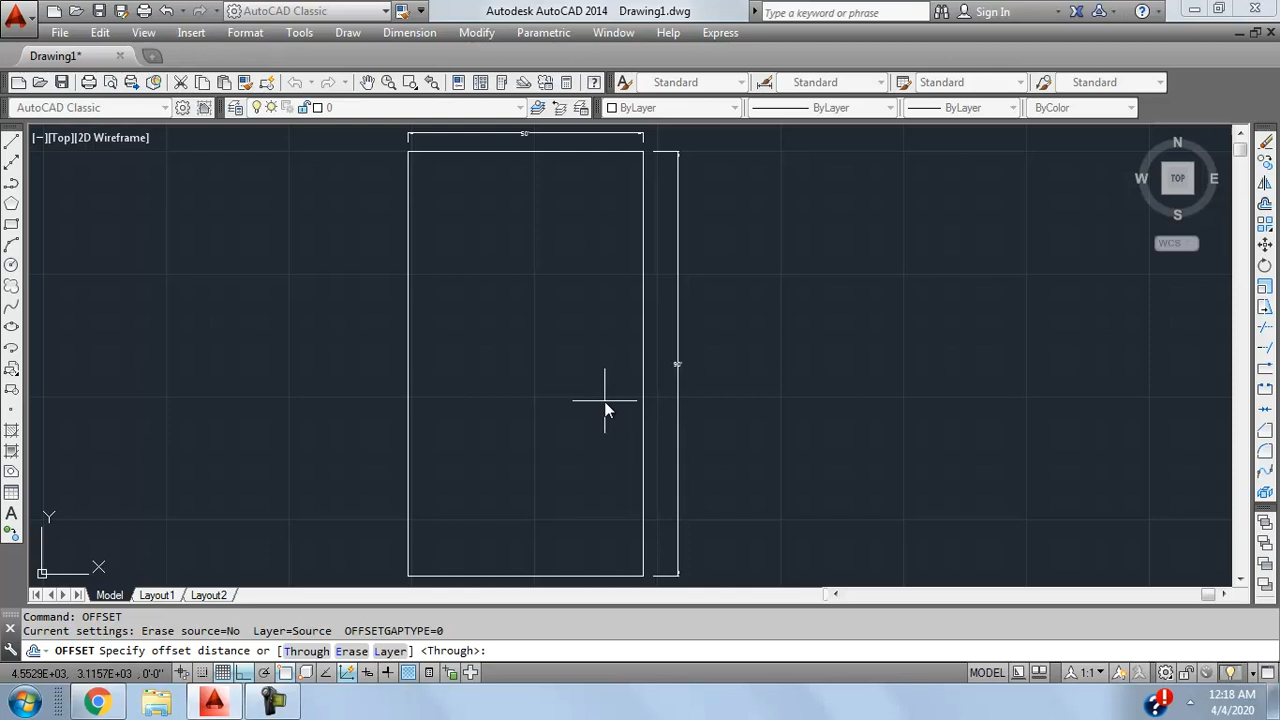 AutoCAD Classic
Autodesk AutoCAD 2014 Drawing1.dwg
Type a keyword or phrase
Sign In
File Edit View Insert Format Tools Draw Dimension Modify Parametric Window Help Express
Drawing1*
Standard Standard Standard Standard
AutoCAD Classic 0 ByLayer ByLayer ByLayer ByColor
[−][Top][2D Wireframe]
50'
N
W TOP E
S
WCS
90'
Y
X
Model Layout1 Layout2
Command: OFFSET
Current settings: Erase source=No Layer=Source OFFSETGAPTYPE=0
OFFSET Specify offset distance or [Through Erase Layer] <Through>:
4.5529E+03, 3.1157E+03, 0'-0" MODEL 1:1
12:18 AM
4/4/2020